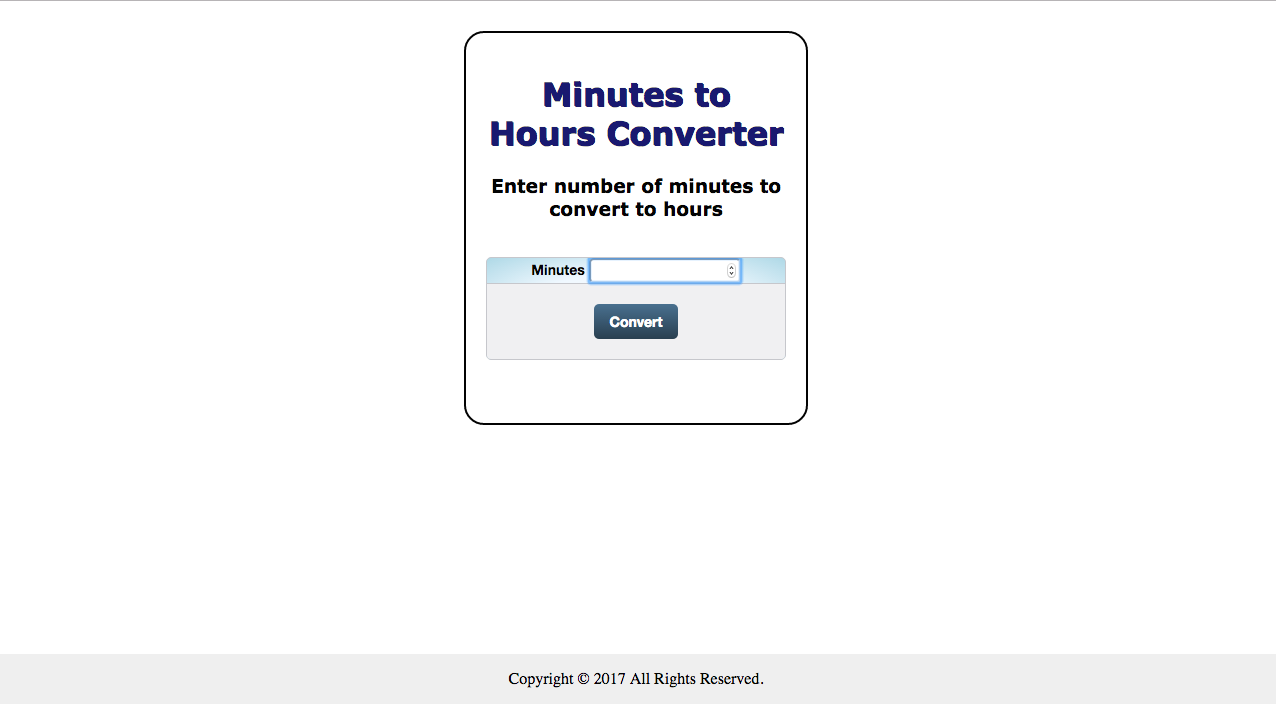 Minutes to
Hours Converter
Enter number of minutes to
convert to hours
Minutes
Convert
Copyright © 2017 All Rights Reserved.